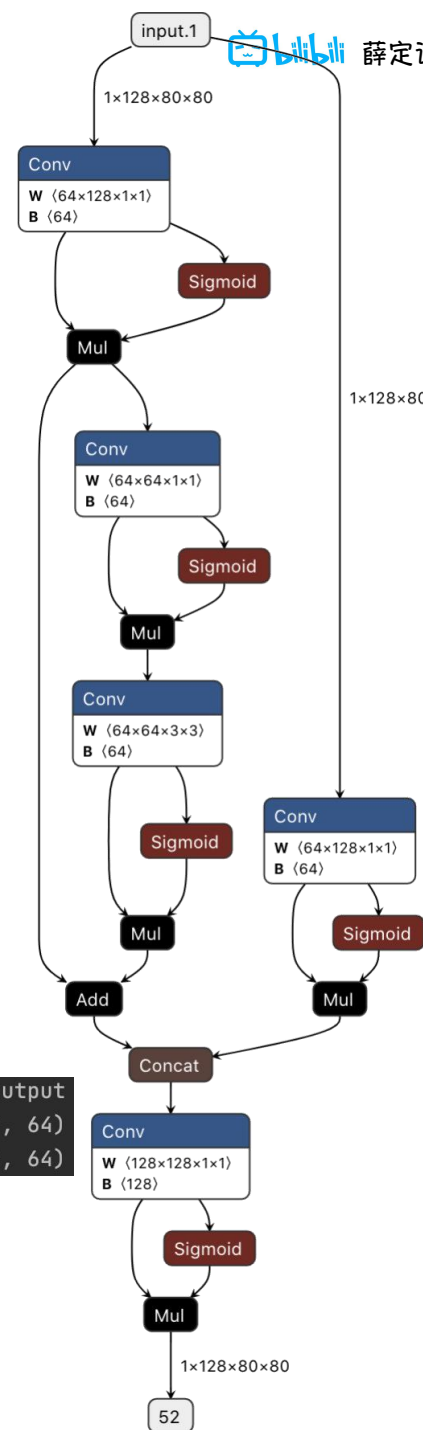 input.1
bilibili 薛定
1×128×80×80
Conv
W ⟨64×128×1×1⟩
B ⟨64⟩
Sigmoid
Mul
1×128×80
Conv
W ⟨64×64×1×1⟩
B ⟨64⟩
Sigmoid
Mul
Conv
W ⟨64×64×3×3⟩
B ⟨64⟩
Sigmoid
Mul
Conv
W ⟨64×128×1×1⟩
B ⟨64⟩
Sigmoid
Mul
Add
Concat
utput
, 64)
, 64)
Conv
W ⟨128×128×1×1⟩
B ⟨128⟩
Sigmoid
Mul
1×128×80×80
52